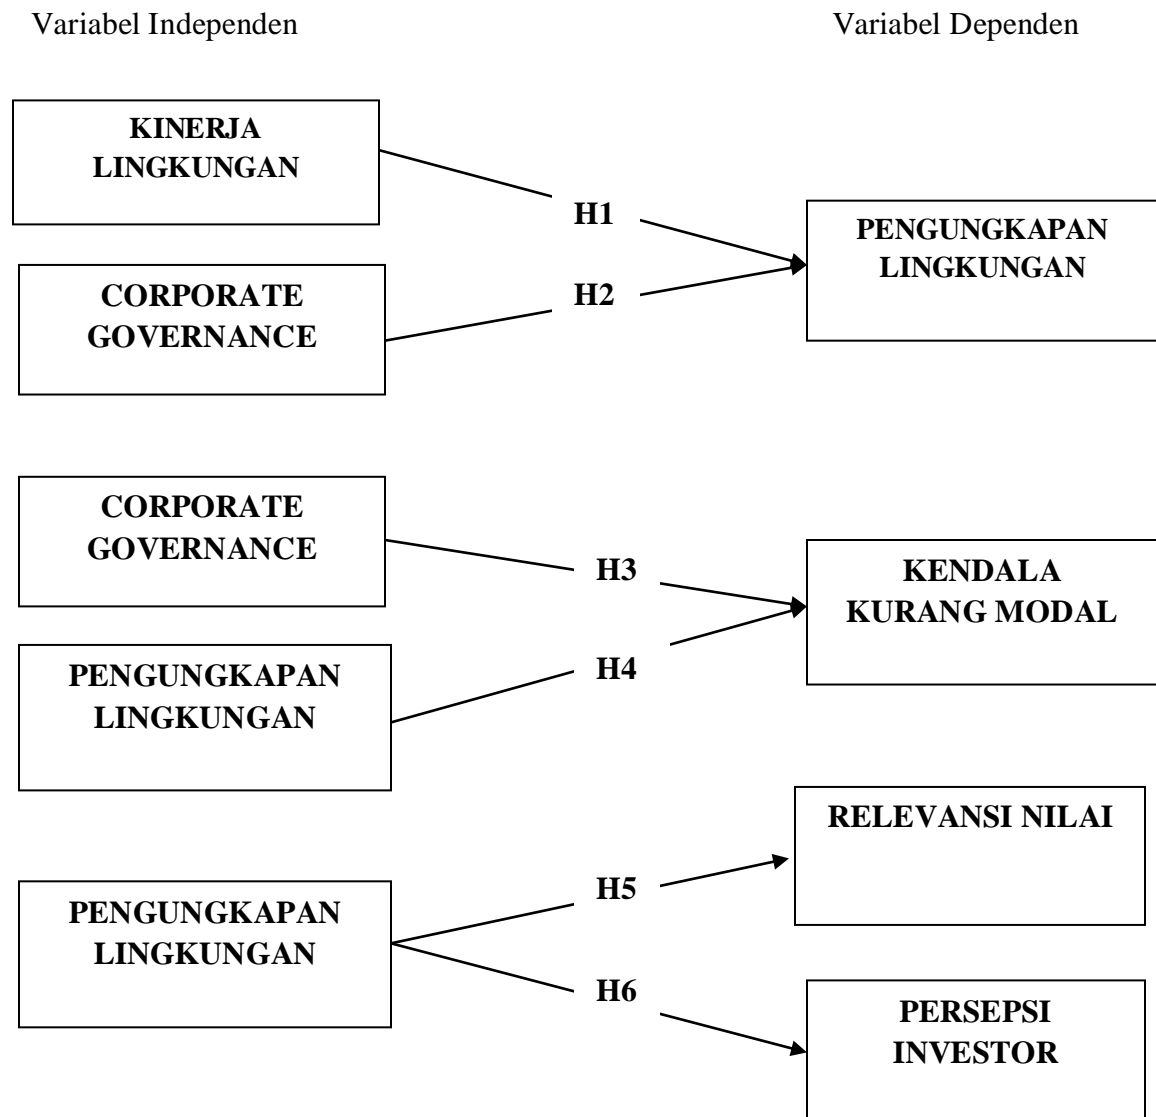 Variabel Independen
Variabel Dependen
KINERJA
LINGKUNGAN
H1
PENGUNGKAPAN
LINGKUNGAN
CORPORATE
GOVERNANCE
H2
CORPORATE
GOVERNANCE
H3
KENDALA
KURANG MODAL
PENGUNGKAPAN
LINGKUNGAN
H4
RELEVANSI NILAI
PENGUNGKAPAN
LINGKUNGAN
H5
H6
PERSEPSI
INVESTOR